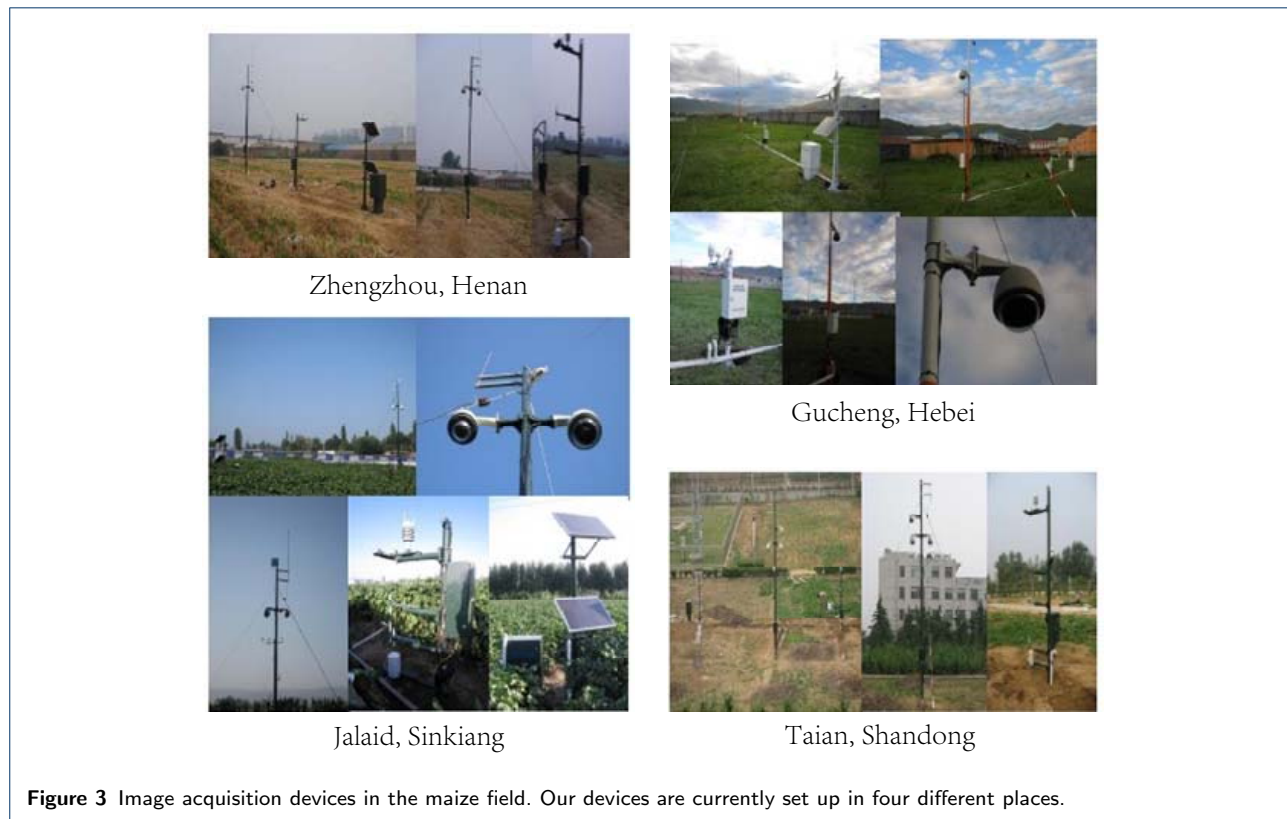 Zhengzhou, Henan
Gucheng, Hebei
Jalaid, Sinkiang
Taian, Shandong
Figure 3 Image acquisition devices in the maize field. Our devices are currently set up in four different places.